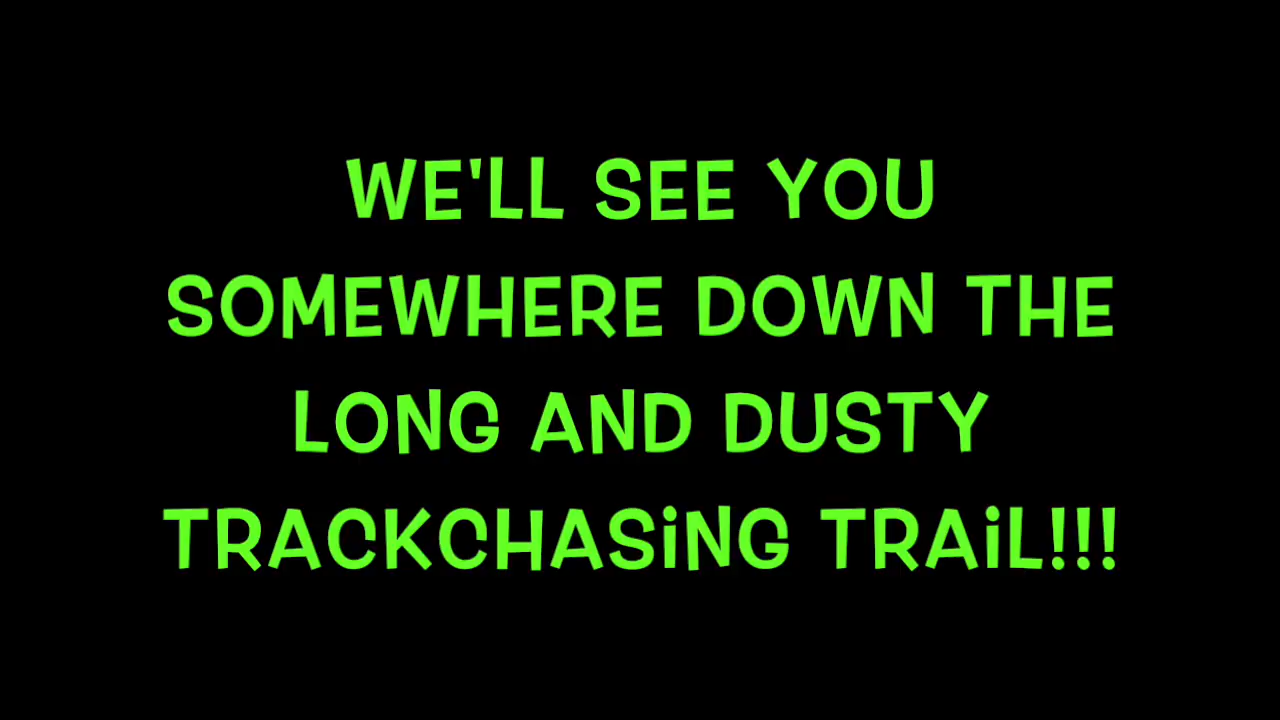 WE'LL SEE YOU
SOMEWHERE DOWN THE
LONG AND DUSTY
TRACKCHASiNG TRAiL!!!